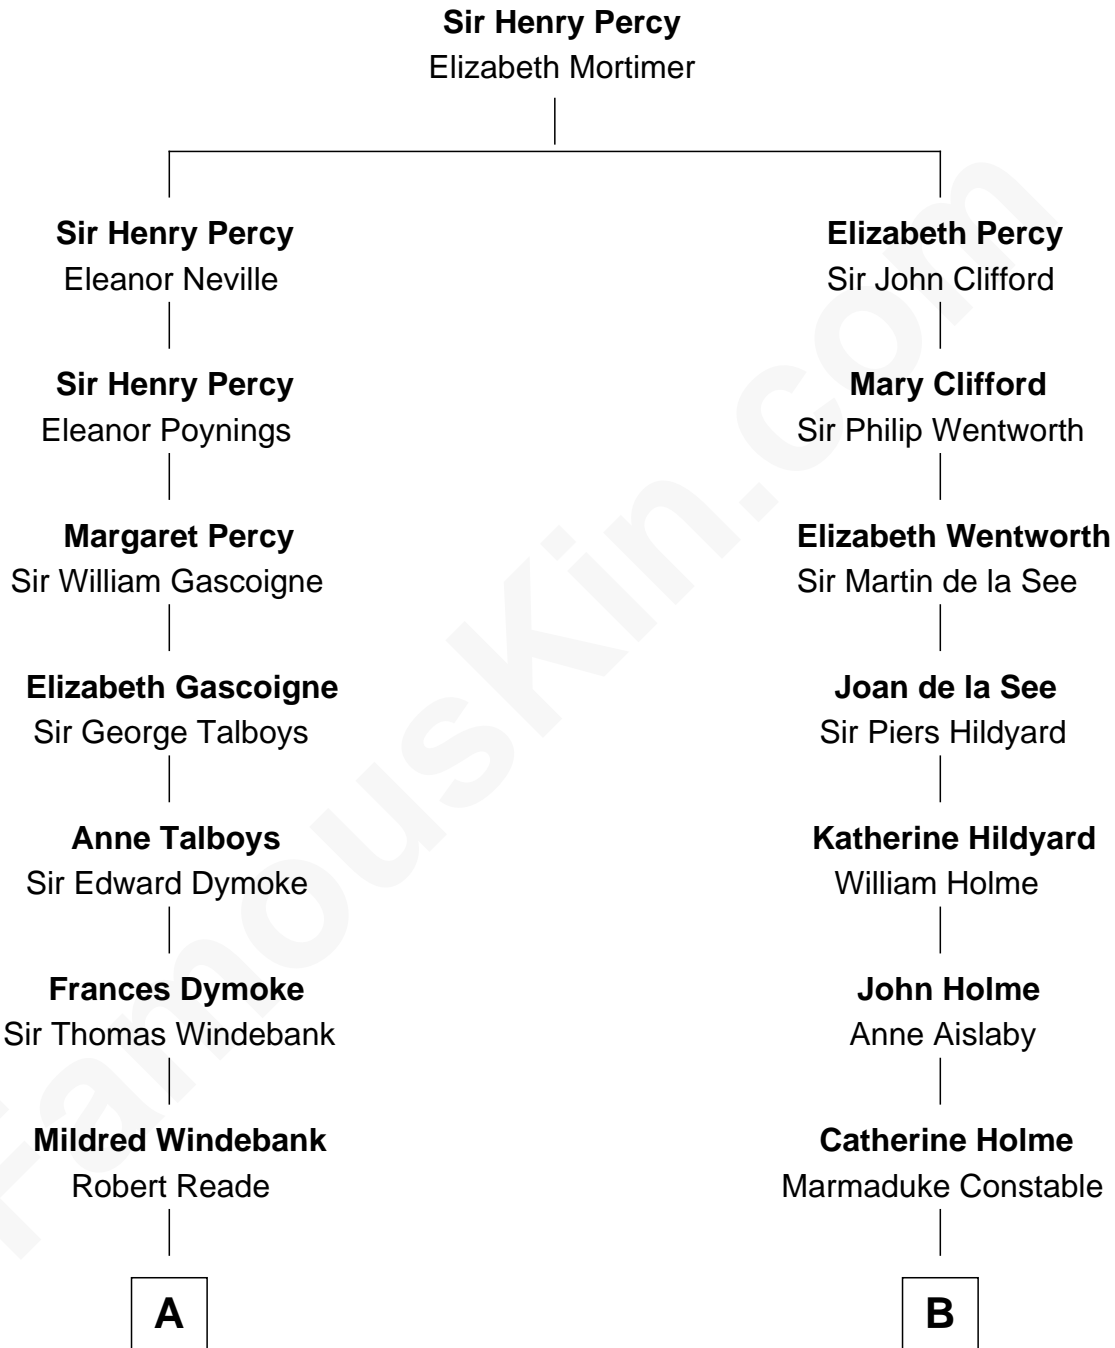 Sir Henry Percy
Elizabeth Mortimer
Sir Henry Percy
Eleanor Neville
Sir Henry Percy
Eleanor Poynings
Margaret Percy
Sir William Gascoigne
Elizabeth Gascoigne
Sir George Talboys
Anne Talboys
Sir Edward Dymoke
Frances Dymoke
Sir Thomas Windebank
Mildred Windebank
Robert Reade
A
Elizabeth Percy
Sir John Clifford
Mary Clifford
Sir Philip Wentworth
Elizabeth Wentworth
Sir Martin de la See
Joan de la See
Sir Piers Hildyard
Katherine Hildyard
William Holme
John Holme
Anne Aislaby
Catherine Holme
Marmaduke Constable
B
FamousKin.com